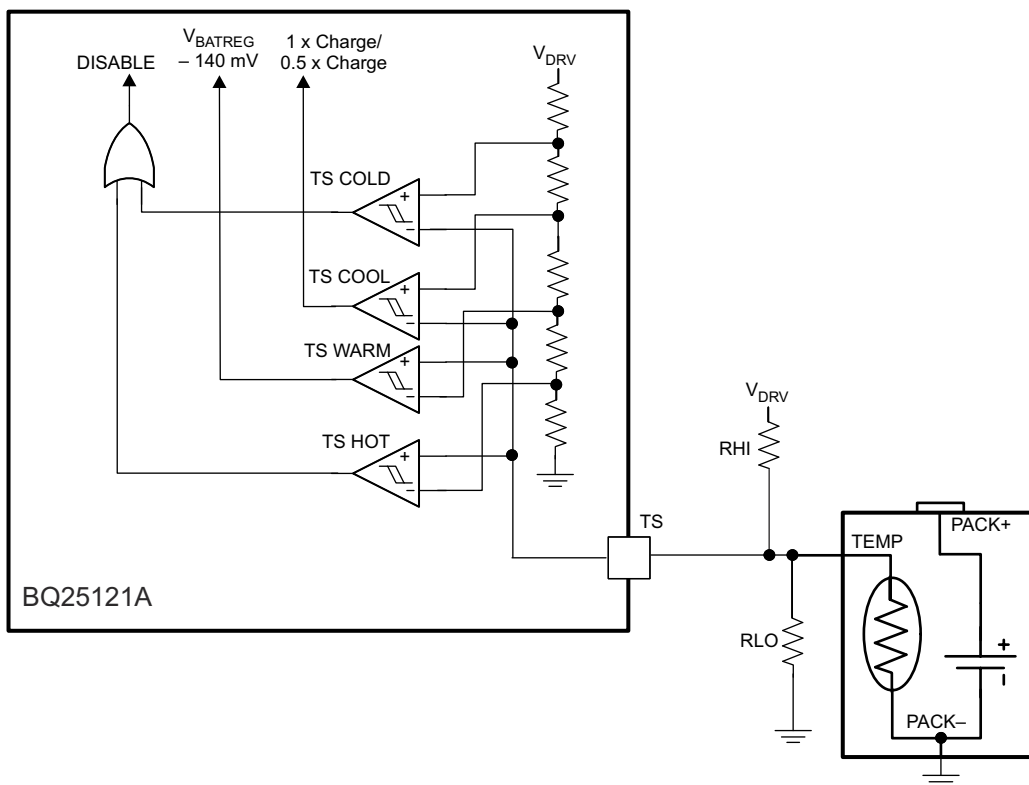 DISABLE
V_BATREG
– 140 mV
1 x Charge/
0.5 x Charge
V_DRV
TS COLD
+
–
TS COOL
+
–
TS WARM
+
–
TS HOT
+
–
V_DRV
RHI
TS
PACK+
TEMP
RLO
+
PACK–
BQ25121A